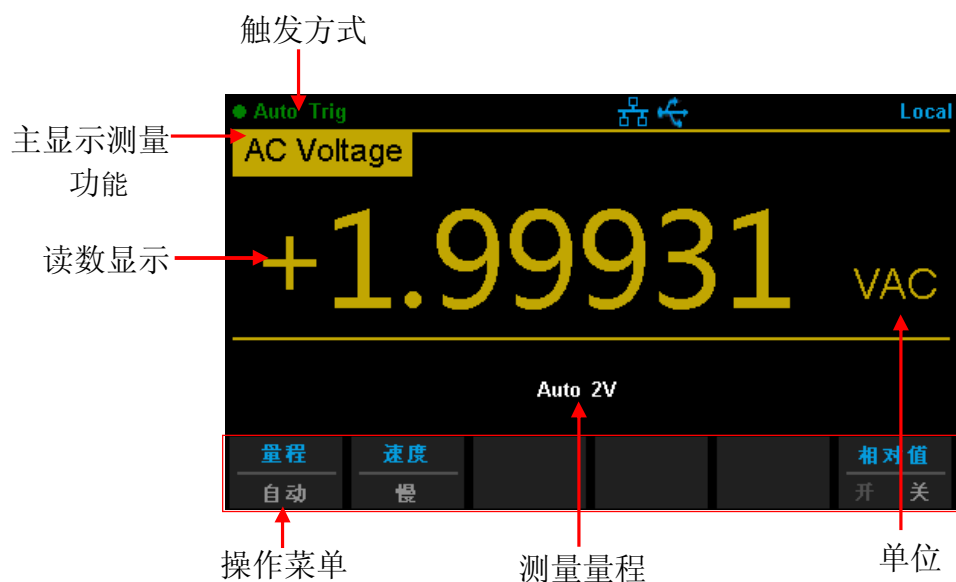 触发方式
Auto Trig
Local
主显示测量
功能
AC Voltage
读数显示
+1.99931
VAC
Auto 2V
量程
速度
相对值
自动
慢
开 关
操作菜单
测量量程
单位